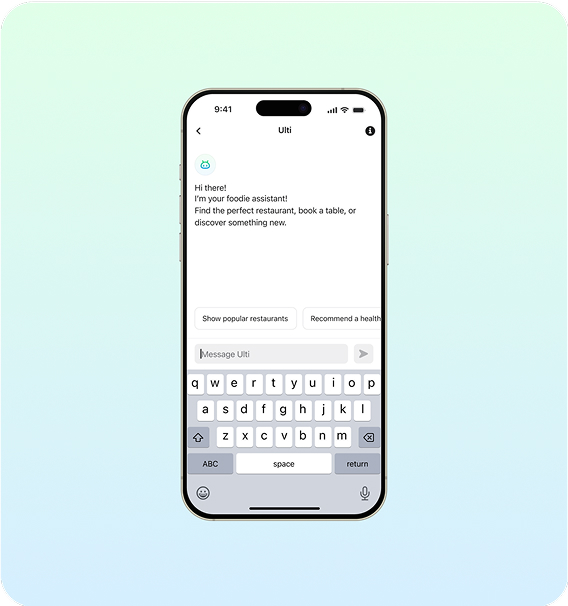 9:41
Ulti
Hi there!
I'm your foodie assistant!
Find the perfect restaurant, book a table, or
discover something new.
Show popular restaurants
Recommend a health
Message Ulti
q w e r t y u i o p
a s d f g h j k l
z x c v b n m
ABC space return